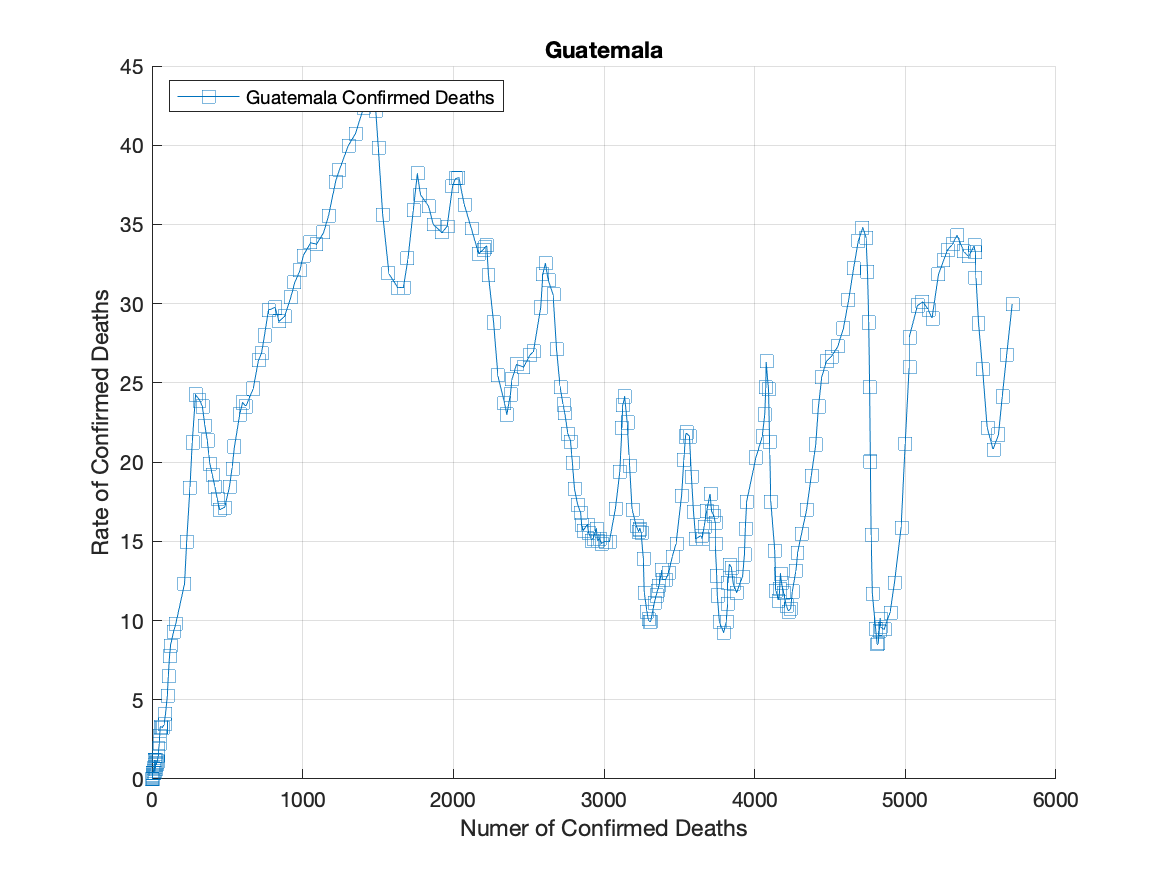 Guatemala
Guatemala Confirmed Deaths
45
40
35
30
25
20
15
10
5
0
Rate of Confirmed Deaths
0 1000 2000 3000 4000 5000 6000
Numer of Confirmed Deaths